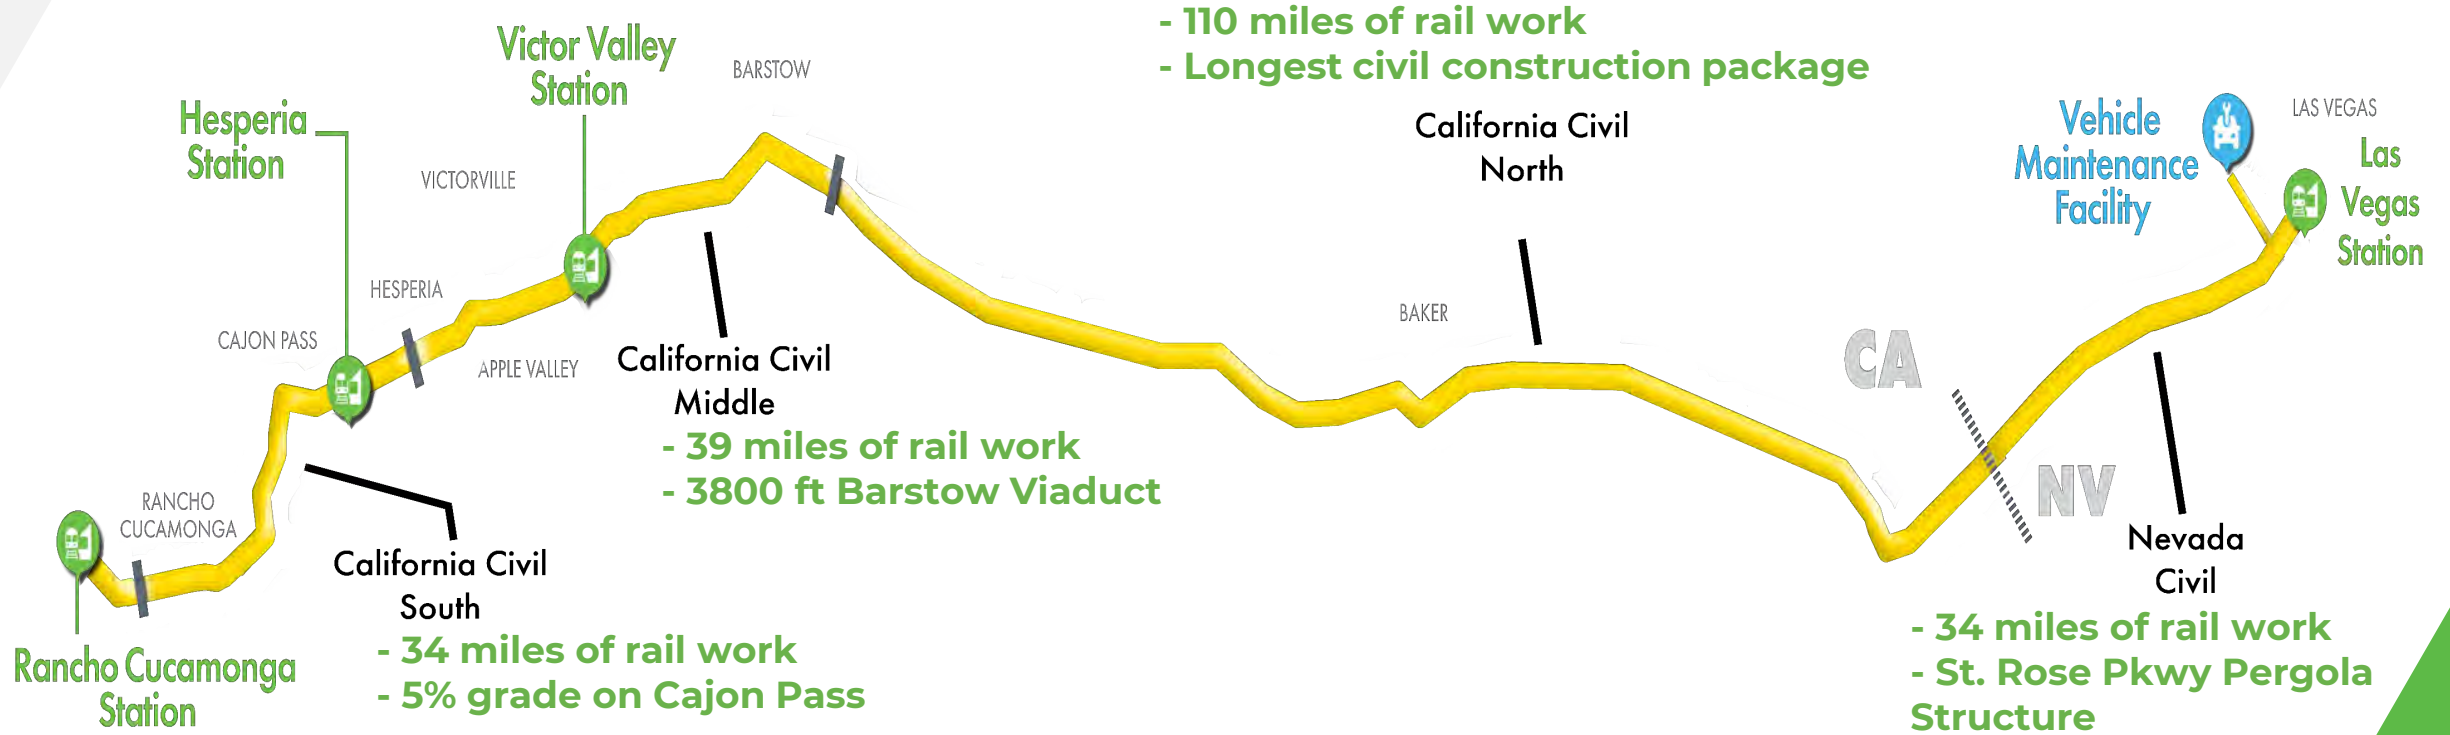 - 110 miles of rail work
- Longest civil construction package
California Civil
North
Victor Valley
Station
BARSTOW
Hesperia
Station
VICTORVILLE
HESPERIA
CAJON PASS
APPLE VALLEY
California Civil
Middle
- 39 miles of rail work
- 3800 ft Barstow Viaduct
RANCHO
CUCAMONGA
Rancho Cucamonga
Station
California Civil
South
- 34 miles of rail work
- 5% grade on Cajon Pass
BAKER
CA
NV
Vehicle
Maintenance
Facility
LAS VEGAS
Las
Vegas
Station
Nevada
Civil
- 34 miles of rail work
- St. Rose Pkwy Pergola
Structure